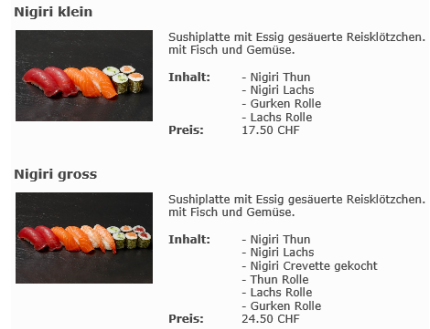 Nigiri klein
Sushiplatte mit Essig gesäuerte Reisklötzchen.
mit Fisch und Gemüse.
Inhalt: - Nigiri Thun
- Nigiri Lachs
- Gurken Rolle
- Lachs Rolle
Preis: 17.50 CHF
Nigiri gross
Sushiplatte mit Essig gesäuerte Reisklötzchen.
mit Fisch und Gemüse.
Inhalt: - Nigiri Thun
- Nigiri Lachs
- Nigiri Crevette gekocht
- Thun Rolle
- Lachs Rolle
- Gurken Rolle
Preis: 24.50 CHF